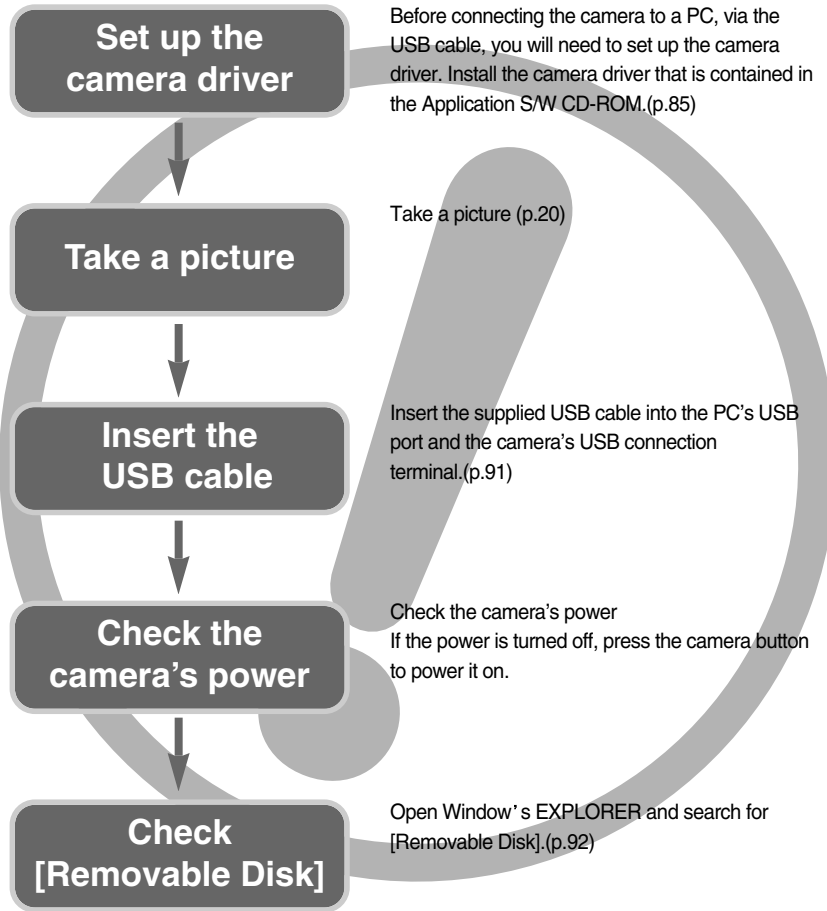 Set up the
camera driver
Before connecting the camera to a PC, via the
USB cable, you will need to set up the camera
driver. Install the camera driver that is contained in
the Application S/W CD-ROM.(p.85)
Take a picture
Take a picture (p.20)
Insert the
USB cable
Insert the supplied USB cable into the PC's USB
port and the camera's USB connection
terminal.(p.91)
Check the
camera's power
Check the camera's power
If the power is turned off, press the camera button
to power it on.
Check
[Removable Disk]
Open Window's EXPLORER and search for
[Removable Disk].(p.92)